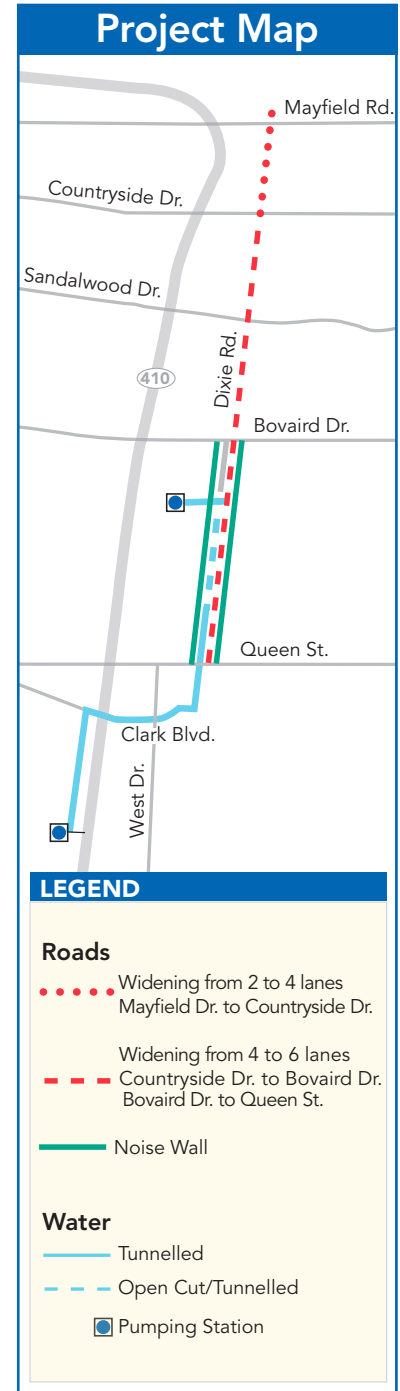 Project Map
Mayfield Rd.
Countryside Dr.
Sandalwood Dr.
Dixie Rd.
410
Bovaird Dr.
Queen St.
Clark Blvd.
West Dr.
LEGEND
Roads
Widening from 2 to 4 lanes
Mayfield Dr. to Countryside Dr.
Widening from 4 to 6 lanes
Countryside Dr. to Bovaird Dr.
Bovaird Dr. to Queen St.
Noise Wall
Water
Tunnelled
Open Cut/Tunnelled
Pumping Station